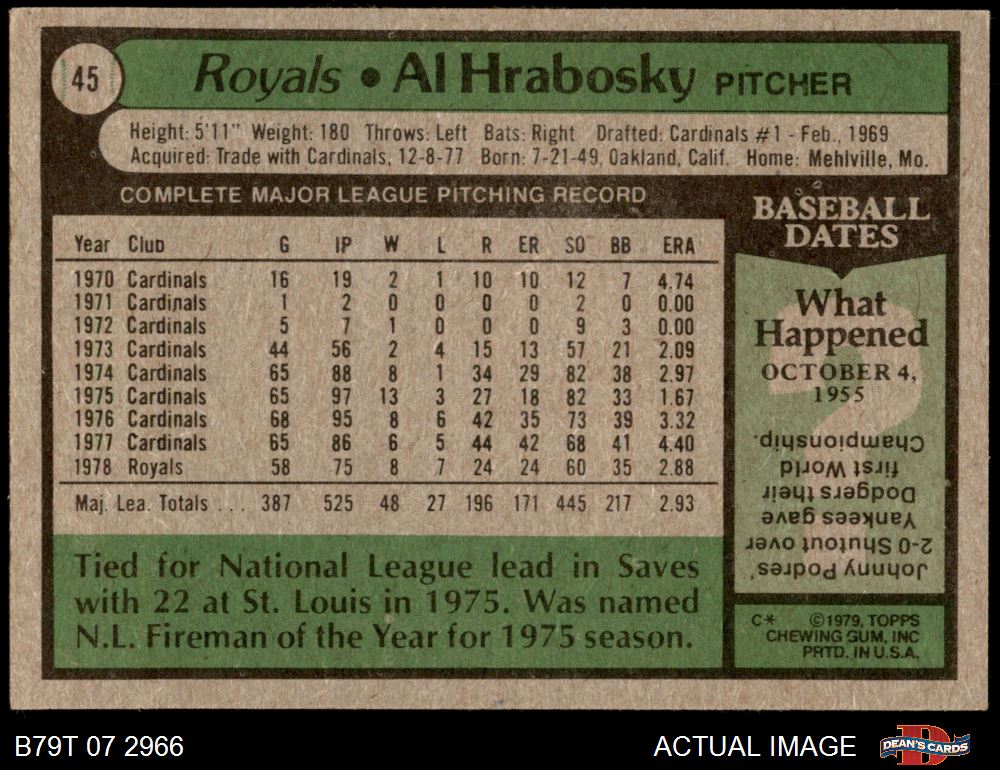 45
Royals • Al Hrabosky PITCHER
Height: 5'11" Weight: 180 Throws: Left Bats: Right Drafted: Cardinals #1 - Feb., 1969
Acquired: Trade with Cardinals, 12-8-77 Born: 7-21-49, Oakland, Calif. Home: Mehlville, Mo.
COMPLETE MAJOR LEAGUE PITCHING RECORD
Year Club G IP W L R ER SO BB ERA
1970 Cardinals 16 19 2 1 10 10 12 7 4.74
1971 Cardinals 1 2 0 0 0 0 2 0 0.00
1972 Cardinals 5 7 1 0 0 0 9 3 0.00
1973 Cardinals 44 56 2 4 15 13 57 21 2.09
1974 Cardinals 65 88 8 1 34 29 82 38 2.97
1975 Cardinals 65 97 13 3 27 18 82 33 1.67
1976 Cardinals 68 95 8 6 42 35 73 39 3.32
1977 Cardinals 65 86 6 5 44 42 68 41 4.40
1978 Royals 58 75 8 7 24 24 60 35 2.88
Maj. Lea. Totals . . . 387 525 48 27 196 171 445 217 2.93
Tied for National League lead in Saves
with 22 at St. Louis in 1975. Was named
N.L. Fireman of the Year for 1975 season.
BASEBALL
DATES
What
Happened
OCTOBER 4,
1955
Johnny Podres'
2-0 Shutout over
Yankees gave
Dodgers their
first World
Championship.
C* ©1979, TOPPS
CHEWING GUM, INC
PRTD. IN U.S.A.
B79T 07 2966
ACTUAL IMAGE
DEAN'S CARDS